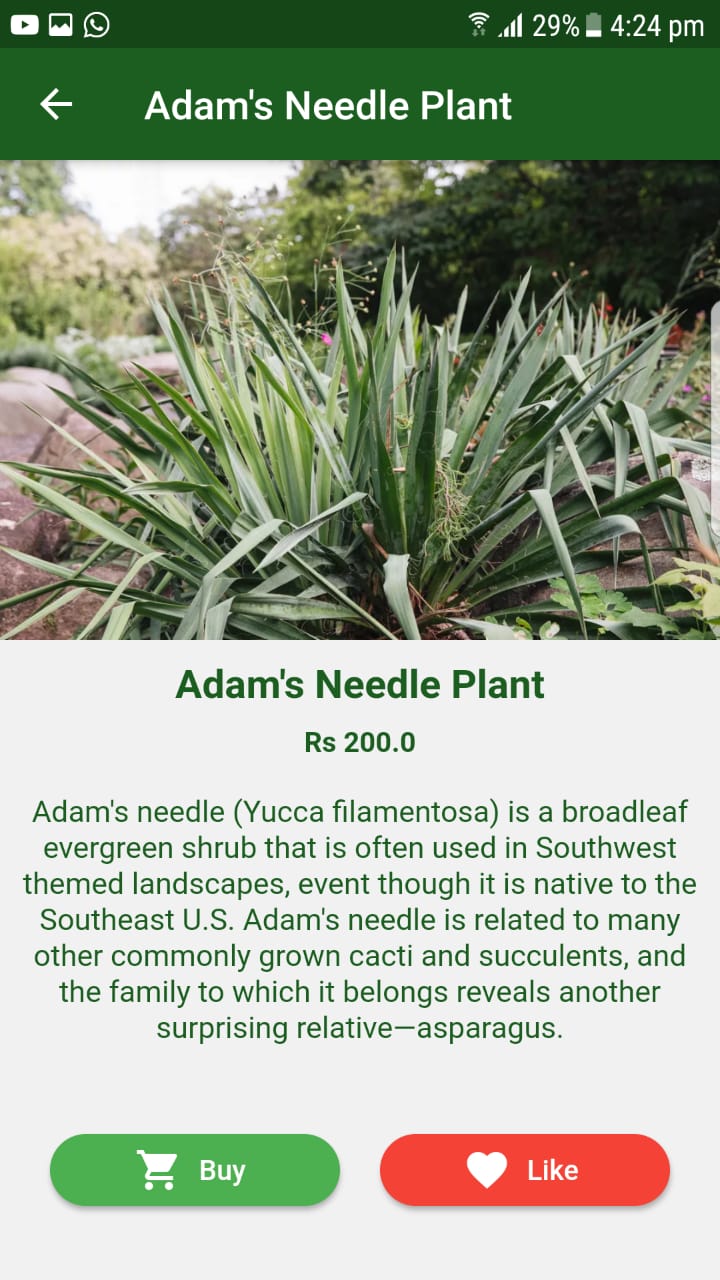 29% 4:24 pm
Adam's Needle Plant
Adam's Needle Plant
Rs 200.0
Adam's needle (Yucca filamentosa) is a broadleaf
evergreen shrub that is often used in Southwest
themed landscapes, event though it is native to the
Southeast U.S. Adam's needle is related to many
other commonly grown cacti and succulents, and
the family to which it belongs reveals another
surprising relative—asparagus.
Buy
Like